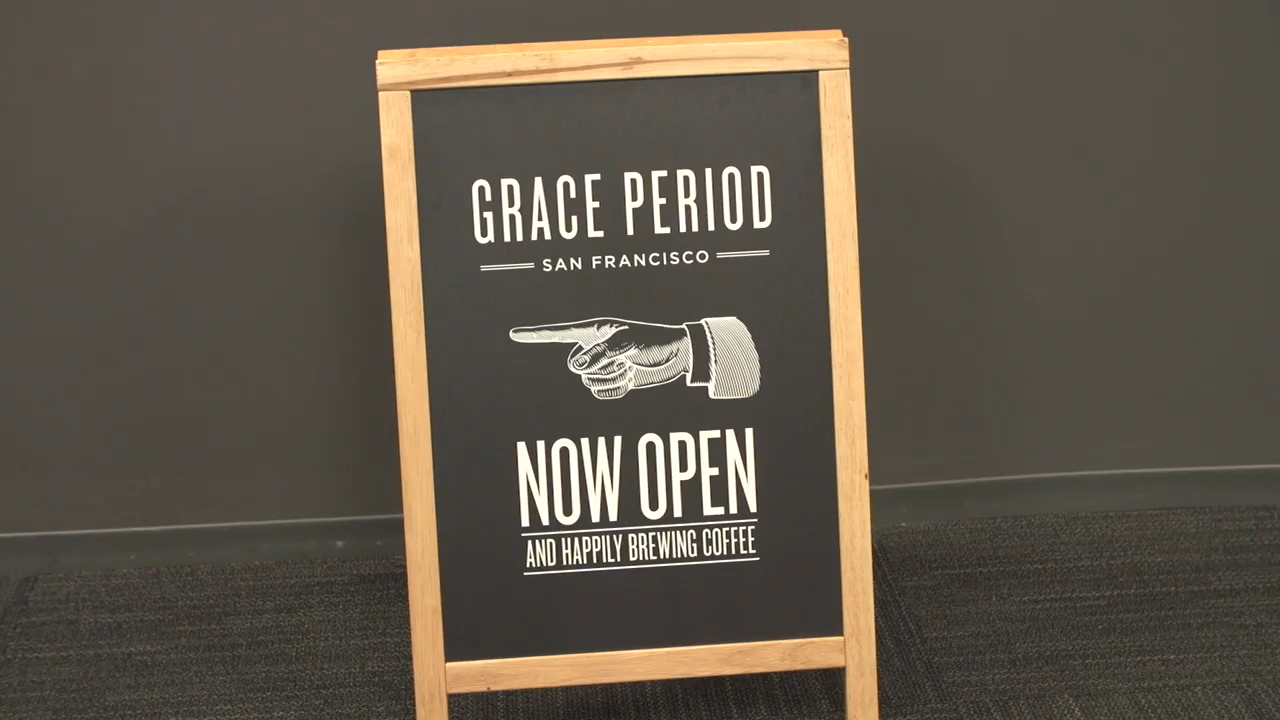 GRACE PERIOD
SAN FRANCISCO
NOW OPEN
AND HAPPILY BREWING COFFEE